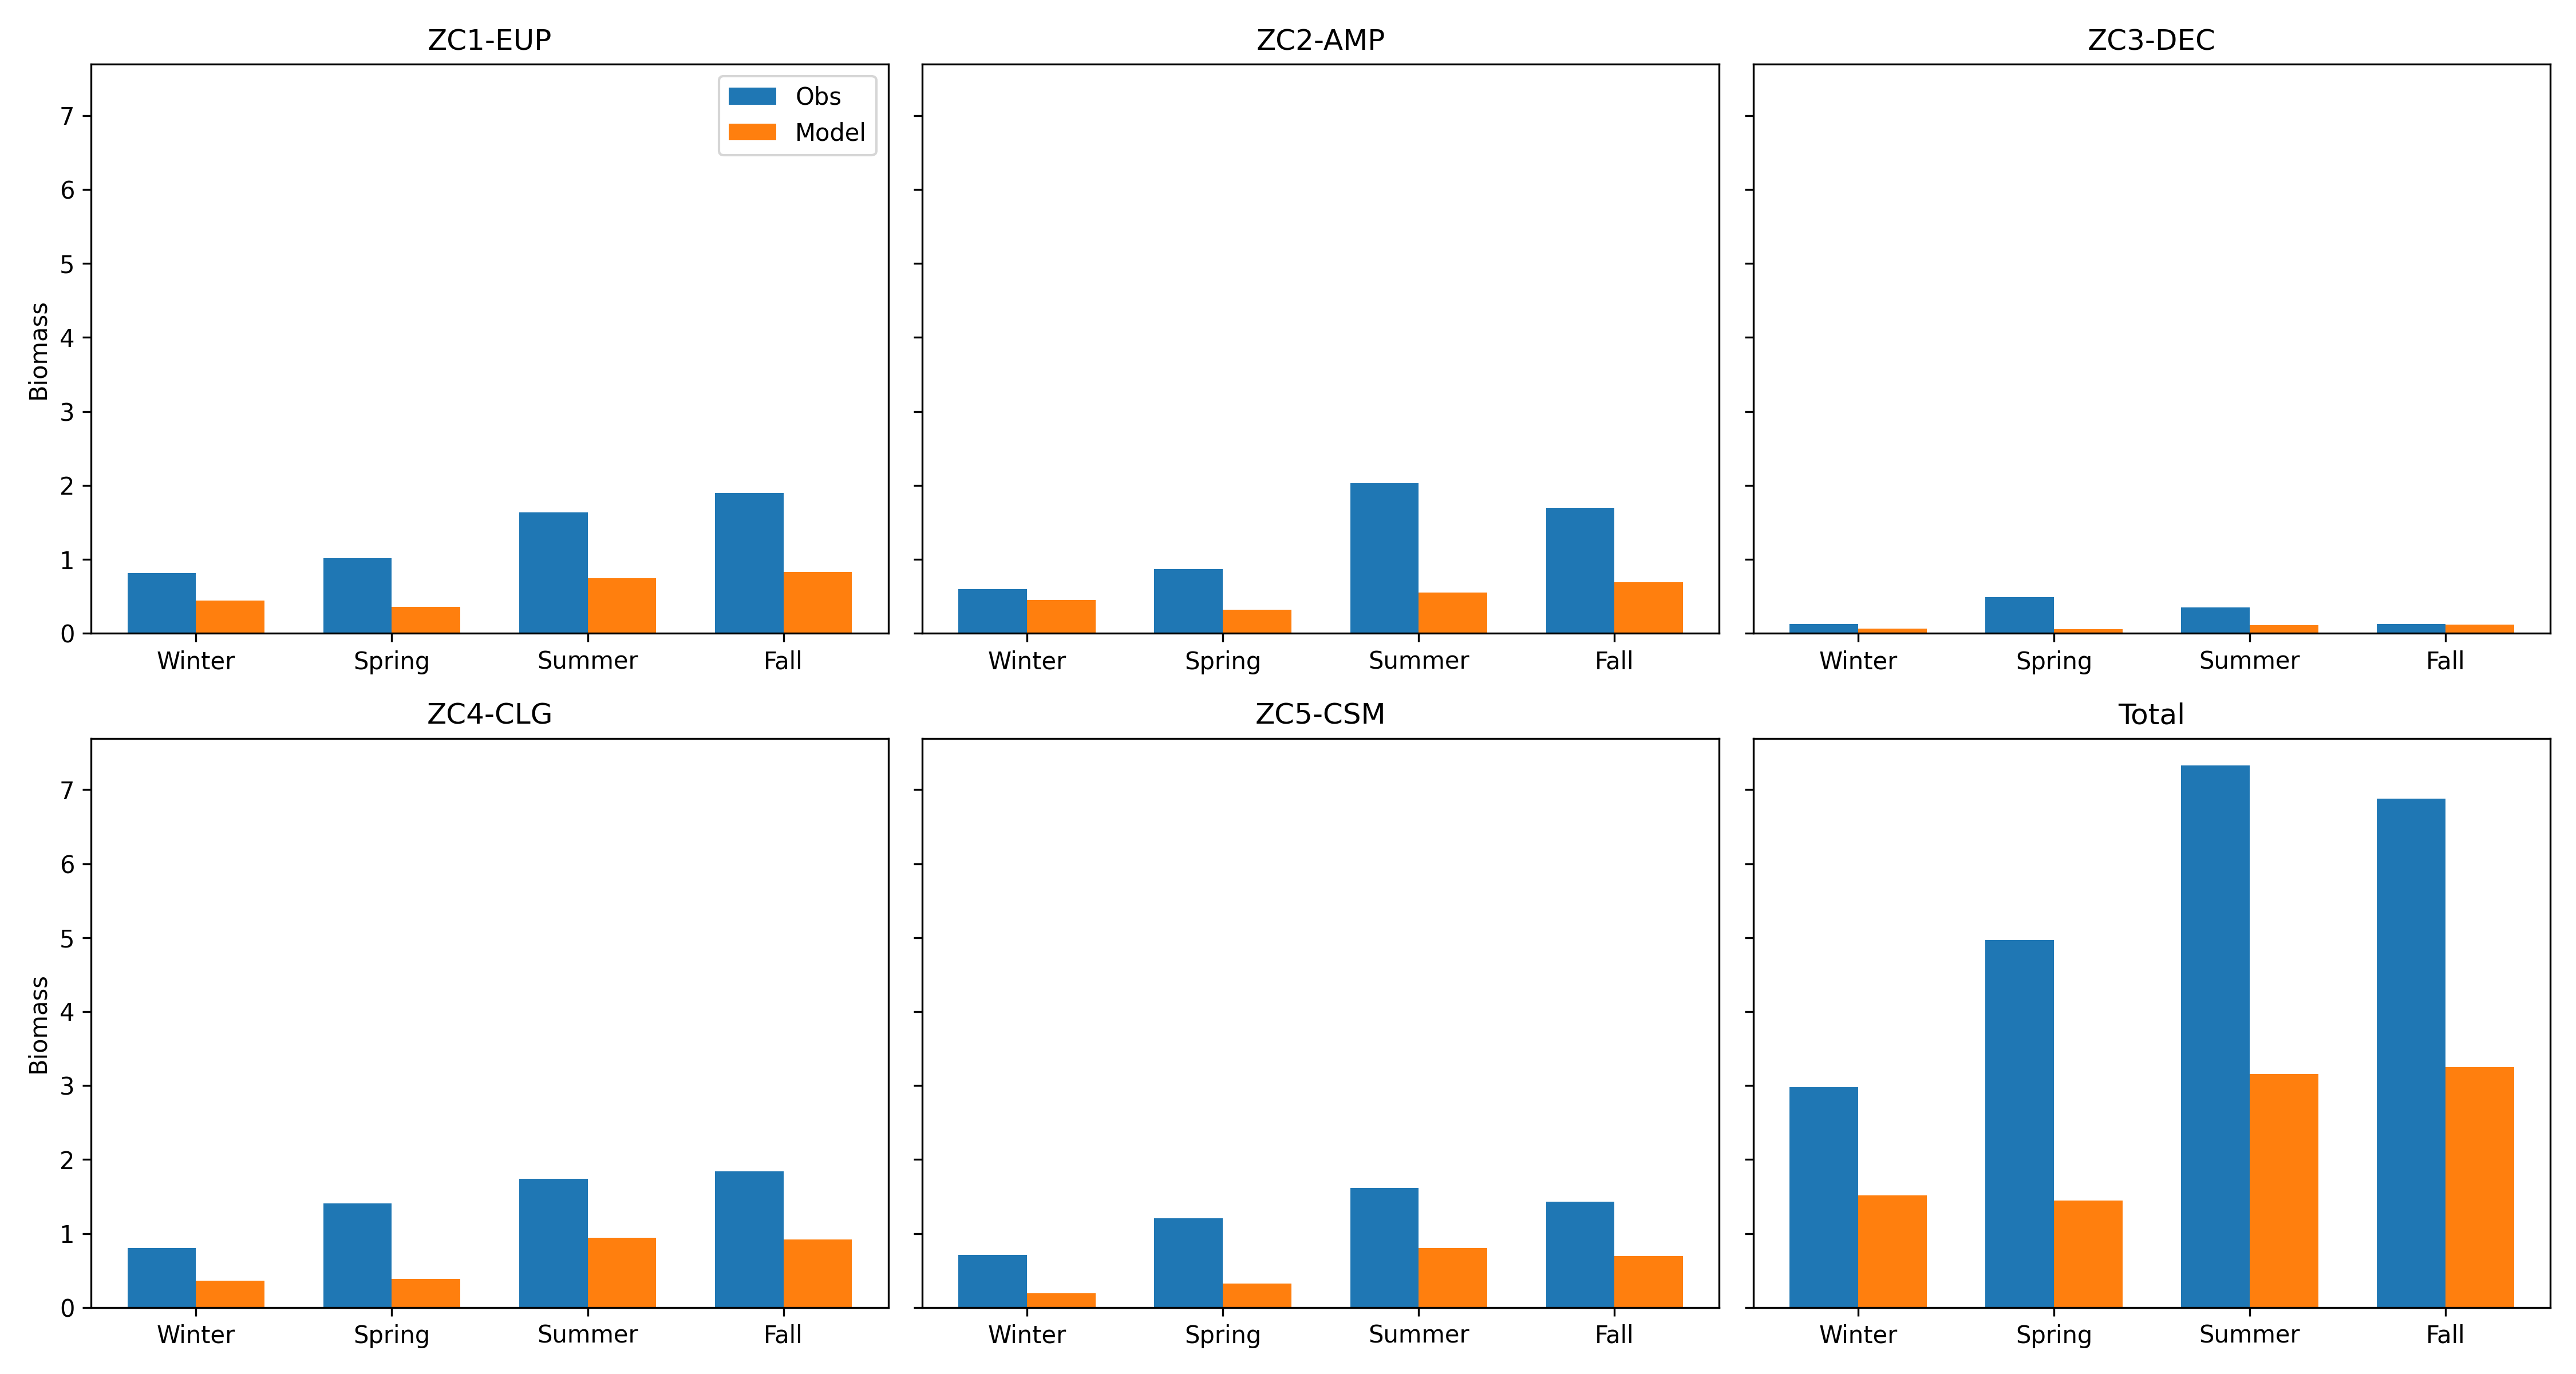 ZC1-EUP
ZC2-AMP
ZC3-DEC
Obs
Model
7
6
5
4
3
2
1
0
Biomass
Winter Spring Summer Fall
Winter Spring Summer Fall
Winter Spring Summer Fall
ZC4-CLG
ZC5-CSM
Total
7
6
5
4
3
2
1
0
Biomass
Winter Spring Summer Fall
Winter Spring Summer Fall
Winter Spring Summer Fall